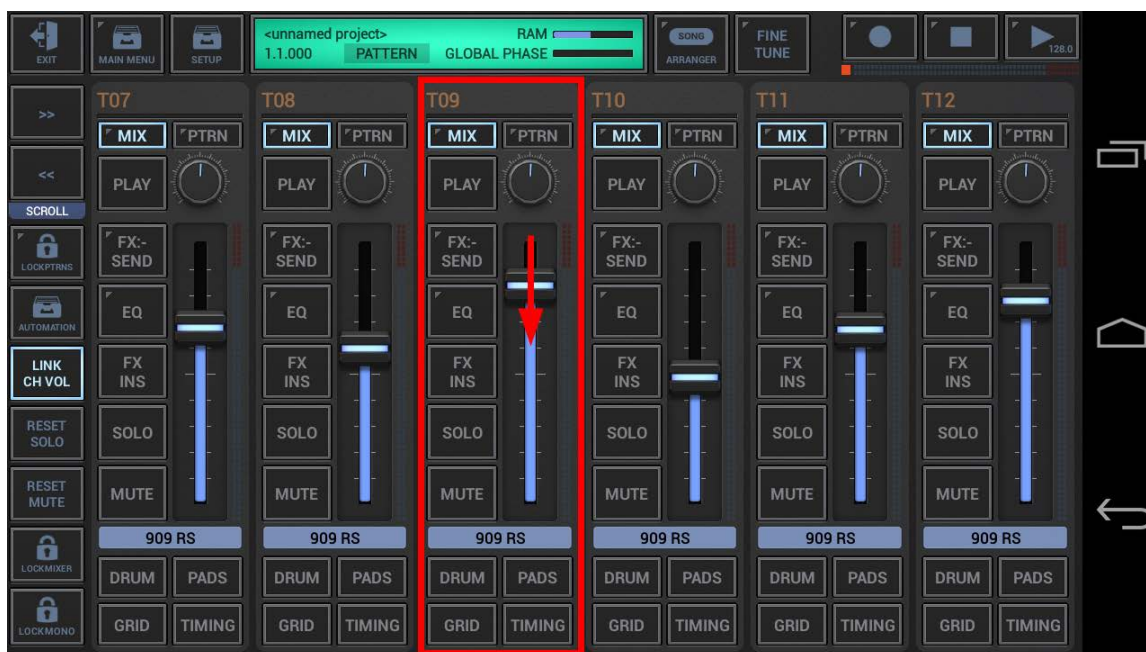 EXIT
MAIN MENU
SETUP
<unnamed project>
RAM
1.1.000
PATTERN
GLOBAL PHASE
SONG
ARRANGER
FINE
TUNE
128.0
>>
<<
SCROLL
LOCKPTRNS
AUTOMATION
LINK
CH VOL
RESET
SOLO
RESET
MUTE
LOCKMIXER
LOCKMONO
T07
MIX
PTRN
PLAY
FX:-
SEND
EQ
FX
INS
SOLO
MUTE
909 RS
DRUM
PADS
GRID
TIMING
T08
MIX
PTRN
PLAY
FX:-
SEND
EQ
FX
INS
SOLO
MUTE
909 RS
DRUM
PADS
GRID
TIMING
T09
MIX
PTRN
PLAY
FX:-
SEND
EQ
FX
INS
SOLO
MUTE
909 RS
DRUM
PADS
GRID
TIMING
T10
MIX
PTRN
PLAY
FX:-
SEND
EQ
FX
INS
SOLO
MUTE
909 RS
DRUM
PADS
GRID
TIMING
T11
MIX
PTRN
PLAY
FX:-
SEND
EQ
FX
INS
SOLO
MUTE
909 RS
DRUM
PADS
GRID
TIMING
T12
MIX
PTRN
PLAY
FX:-
SEND
EQ
FX
INS
SOLO
MUTE
909 RS
DRUM
PADS
GRID
TIMING